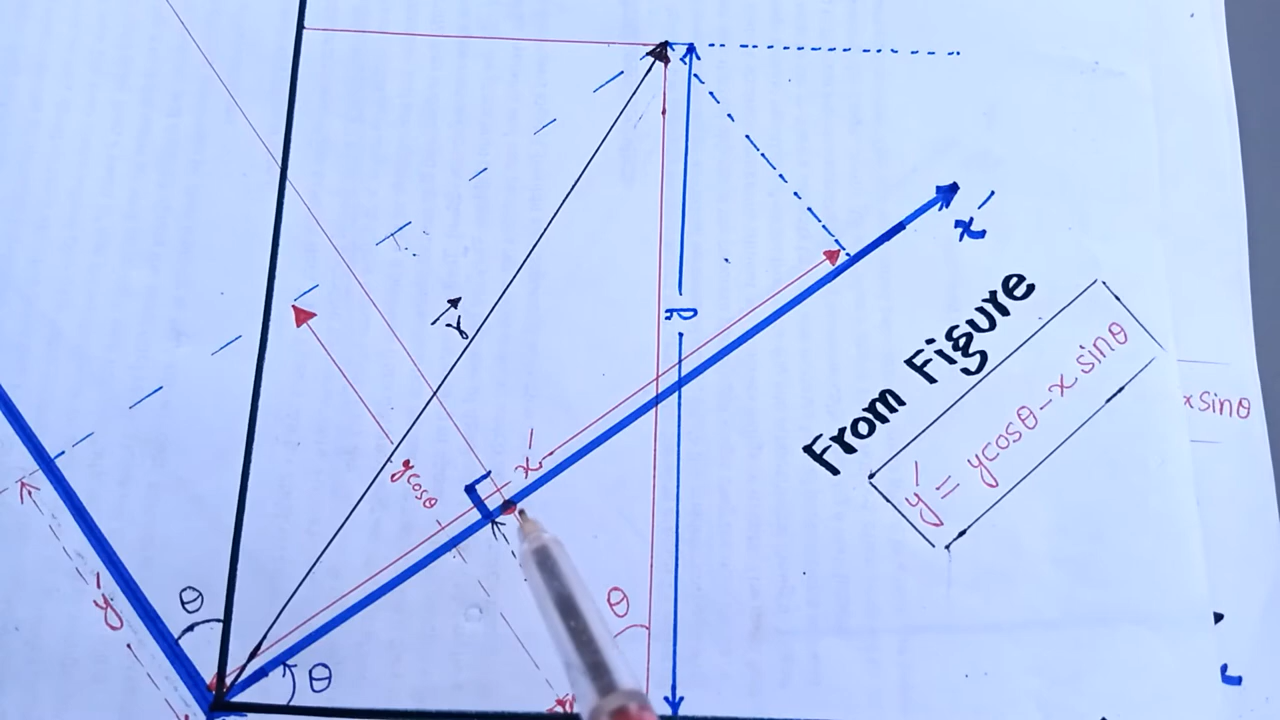 r
y
x'
x'
From Figure
y' = ycosθ - x sinθ
x sinθ
ycosθ
θ
θ
θ
y'